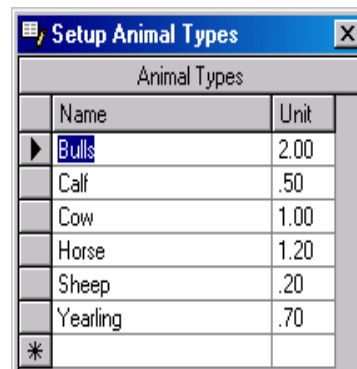 Setup Animal Types
Animal Types
Name Unit
Bulls 2.00
Calf .50
Cow 1.00
Horse 1.20
Sheep .20
Yearling .70